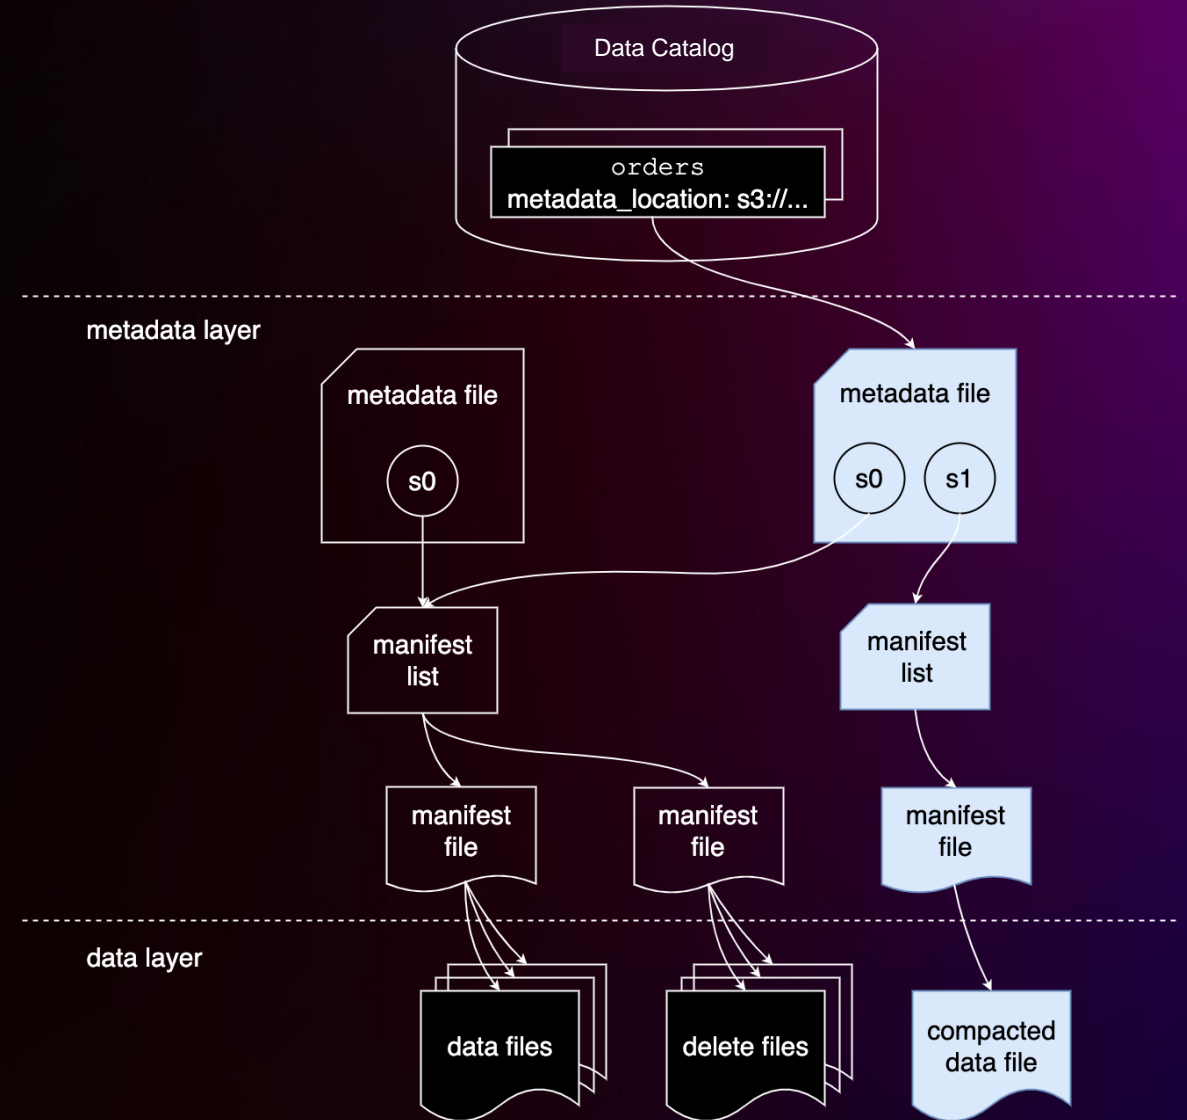 Data Catalog
orders
metadata_location: s3://...
metadata layer
metadata file
s0
metadata file
s0
s1
manifest
list
manifest
list
manifest
file
manifest
file
manifest
file
data layer
data files
delete files
compacted
data file